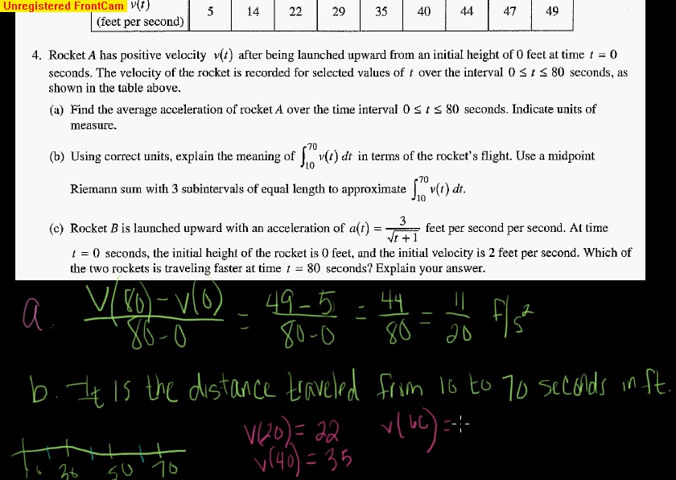 Unregistered FrontCam
v(t)
(feet per second) 5 14 22 29 35 40 44 47 49
4. Rocket A has positive velocity v(t) after being launched upward from an initial height of 0 feet at time t = 0
seconds. The velocity of the rocket is recorded for selected values of t over the interval 0 ≤ t ≤ 80 seconds, as
shown in the table above.
(a) Find the average acceleration of rocket A over the time interval 0 ≤ t ≤ 80 seconds. Indicate units of
measure.
(b) Using correct units, explain the meaning of ∫₁₀⁷⁰ v(t) dt in terms of the rocket's flight. Use a midpoint
Riemann sum with 3 subintervals of equal length to approximate ∫₁₀⁷⁰ v(t) dt.
(c) Rocket B is launched upward with an acceleration of a(t) = 3/√(t + 1) feet per second per second. At time
t = 0 seconds, the initial height of the rocket is 0 feet, and the initial velocity is 2 feet per second. Which of
the two rockets is traveling faster at time t = 80 seconds? Explain your answer.
a. (V(80) - V(0))/(80 - 0) = (49 - 5)/(80 - 0) = 44/80 = 11/20 f/s²
b. It is the distance traveled from 10 to 70 seconds in ft.
V(20) = 22 v(60) =
V(40) = 35
10 30 50 70